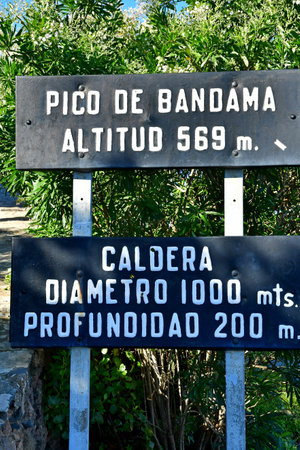 PICO DE BANDAMA
ALTITUD 569 m.
CALDERA
DIAMETRO 1000 mts.
PROFUNDIDAD 200 m.